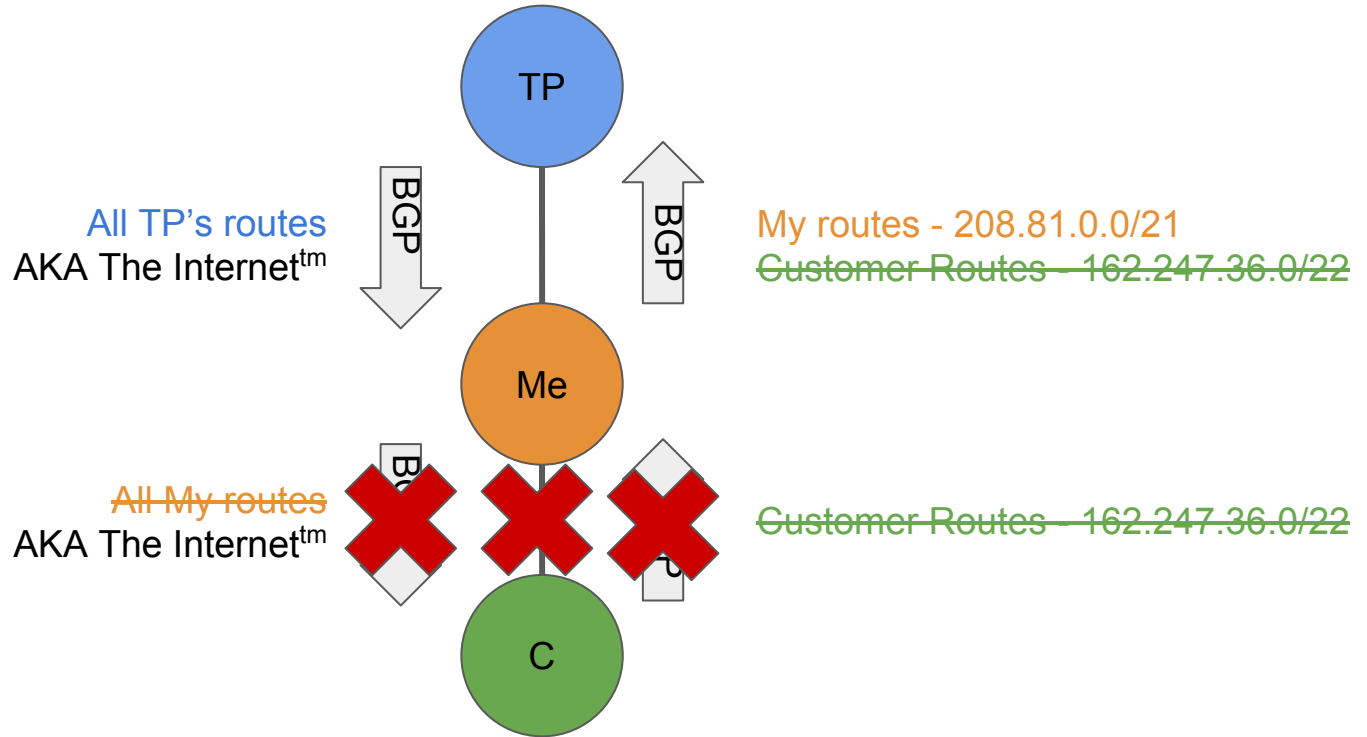 TP
BGP
BGP
All TP’s routes
AKA The Internet™
My routes - 208.81.0.0/21
Customer Routes - 162.247.36.0/22
Me
All My routes
AKA The Internet™
Customer Routes - 162.247.36.0/22
C